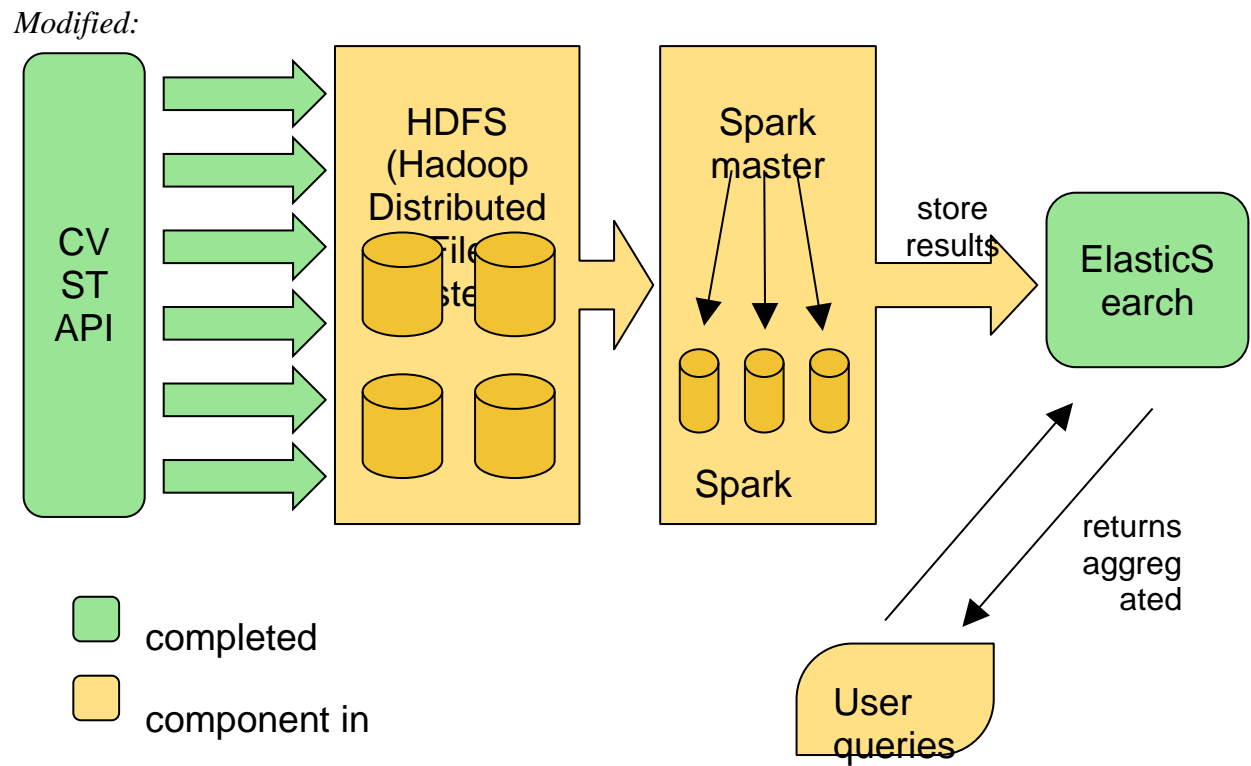 Modified:
CV
ST
API
HDFS
(Hadoop
Distributed
File
Spark
master
store
results
ElasticS
earch
Spark
returns
aggreg
ated
completed
component in
User
queries